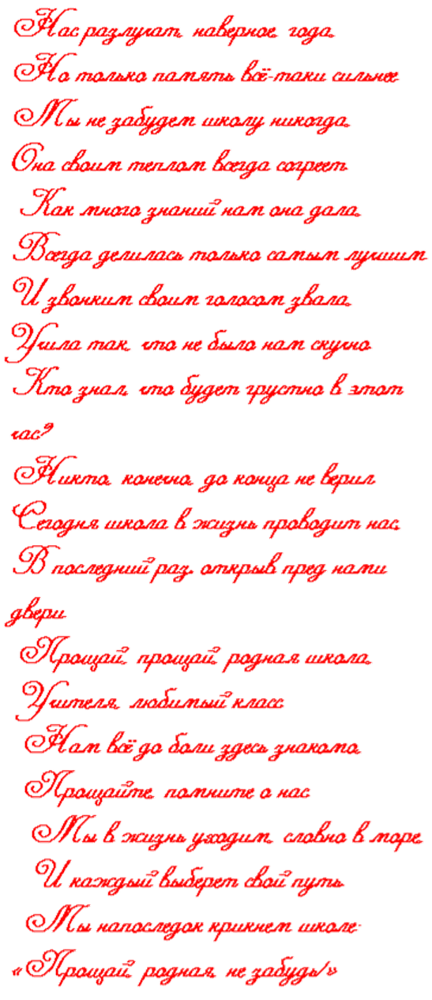 Нас разлучат, наверное, года,
Но только память всё-таки сильнее
Мы не забудем школу никогда,
Она своим теплом всегда согреет.
Как много знаний нам она дала,
Всегда делилась только самым лучшим
И звонким своим голосом звала,
Учила так, что не было нам скучно.
Кто знал, что будет грустно в этот
час?
Никто, конечно, до конца не верил
Сегодня школа в жизнь проводит нас,
В последний раз, открыв пред нами
двери
Прощай, прощай, родная школа,
Учителя, любимый класс.
Нам всё до боли здесь знакомо,
Прощайте, помните о нас
Мы в жизнь уходим, словно в море,
И каждый выберет свой путь.
Мы напоследок крикнем школе:
«Прощай, родная, не забудь!»